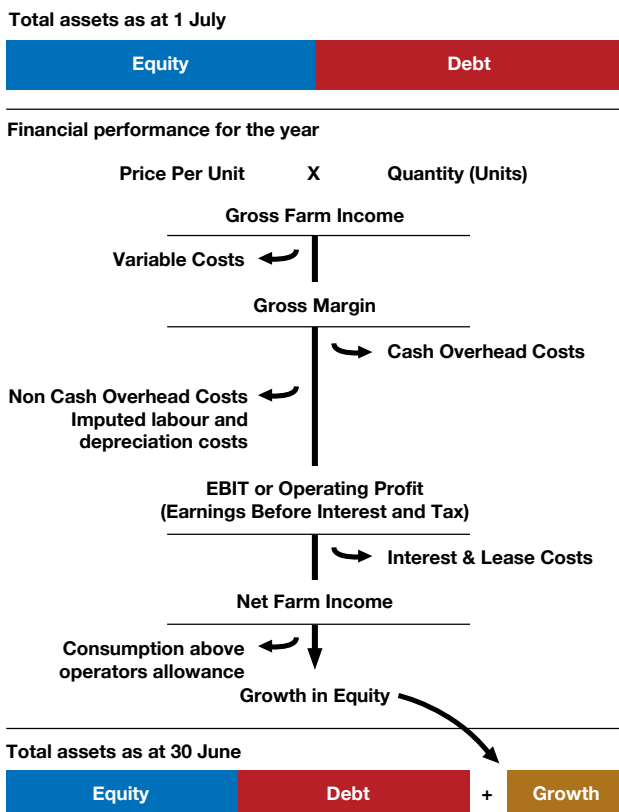 Total assets as at 1 July
Equity Debt
Financial performance for the year
Price Per Unit X Quantity (Units)
Gross Farm Income
Variable Costs
Gross Margin
Cash Overhead Costs
Non Cash Overhead Costs
Imputed labour and
depreciation costs
EBIT or Operating Profit
(Earnings Before Interest and Tax)
Interest & Lease Costs
Net Farm Income
Consumption above
operators allowance
Growth in Equity
Total assets as at 30 June
Equity Debt + Growth